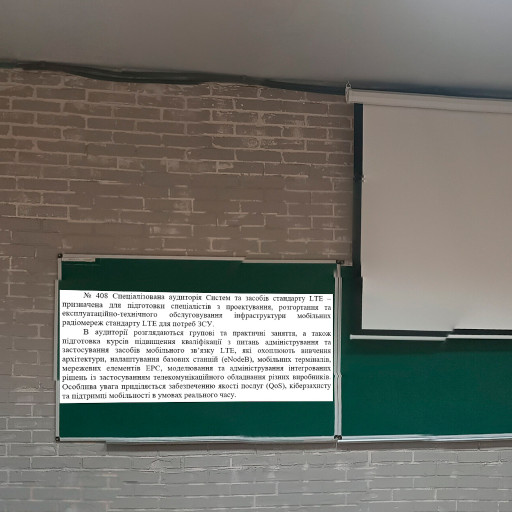 № 408 Спеціалізована аудиторія Систем та засобів стандарту LTE –
призначена для підготовки спеціалістів з проектування, розгортання та
експлуатаційно-технічного обслуговування інфраструктури мобільних
радіомереж стандарту LTE для потреб ЗСУ.
В аудиторії розглядаються групові та практичні заняття, а також
підготовка курсів підвищення кваліфікації з питань адміністрування та
застосування засобів мобільного зв'язку LTE, які охоплюють вивчення
архітектури, налаштування базових станцій (eNodeB), мобільних терміналів,
мережевих елементів EPC, моделювання та адміністрування інтегрованих
рішень із застосуванням телекомунікаційного обладнання різних виробників.
Особлива увага приділяється забезпеченню якості послуг (QoS), кіберзахисту
та підтримці мобільності в умовах реального часу.